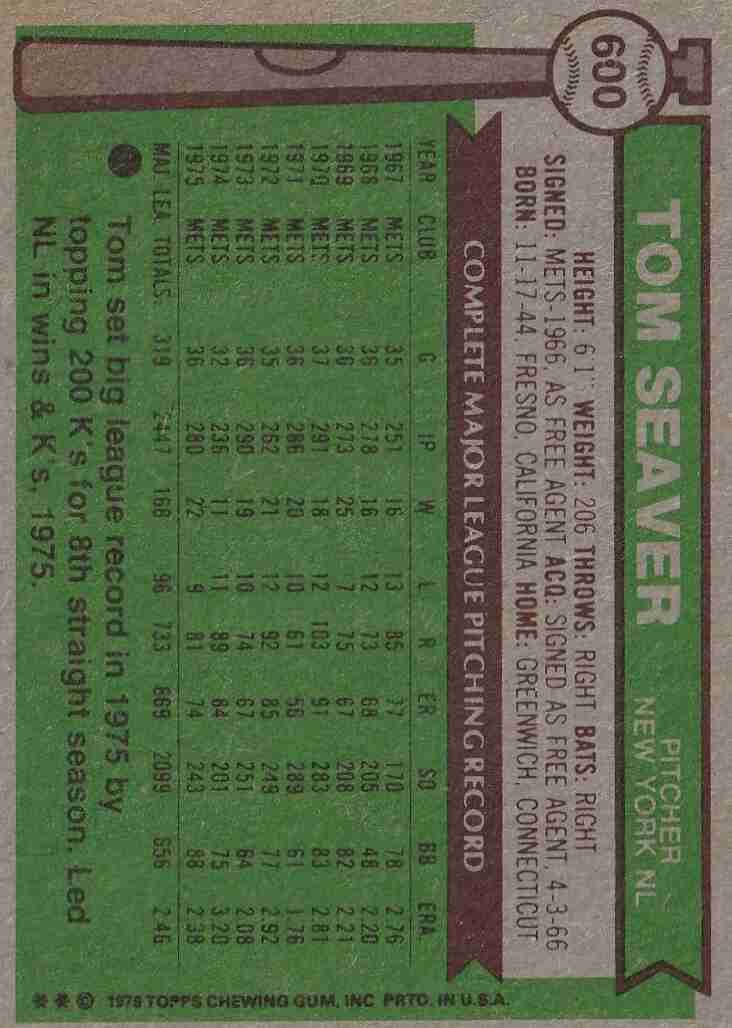 600
TOM SEAVER
PITCHER
NEW YORK NL
HEIGHT: 6'1" WEIGHT: 206 THROWS: RIGHT BATS: RIGHT
SIGNED: METS-1966, AS FREE AGENT ACQ: SIGNED AS FREE AGENT, 4-3-66
BORN: 11-17-44, FRESNO, CALIFORNIA HOME: GREENWICH, CONNECTICUT
COMPLETE MAJOR LEAGUE PITCHING RECORD
YEAR CLUB G IP W L R ER SO BB ERA
1967 METS 35 251 16 13 85 77 170 78 2.76
1968 METS 36 278 16 12 73 68 205 48 2.20
1969 METS 36 273 25 7 75 67 208 82 2.21
1970 METS 37 291 18 12 103 91 283 83 2.81
1971 METS 36 286 20 10 61 56 289 61 1.76
1972 METS 35 262 21 12 92 85 249 77 2.92
1973 METS 36 290 19 10 74 67 251 64 2.08
1974 METS 32 236 11 11 89 84 201 75 3.20
1975 METS 36 280 22 9 81 74 243 88 2.38
MAJ. LEA. TOTALS: 319 2447 168 96 733 669 2099 656 2.46
Tom set big league record in 1975 by
topping 200 K's for 8th straight season. Led
NL in wins & K's, 1975.
✱ ✱ © 1976 TOPPS CHEWING GUM, INC PRTD. IN U.S.A.